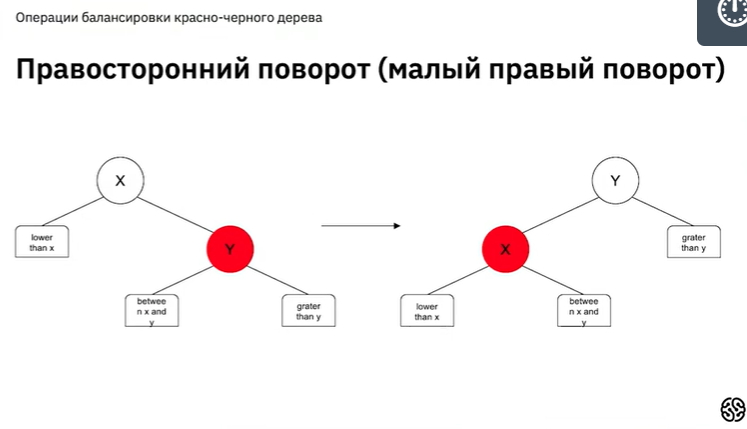 Операции балансировки красно-черного дерева
Правосторонний поворот (малый правый поворот)
X
Y
lower
than x
Y
X
grater
than y
betwee
n x and
y
grater
than y
lower
than x
betwee
n x and
y